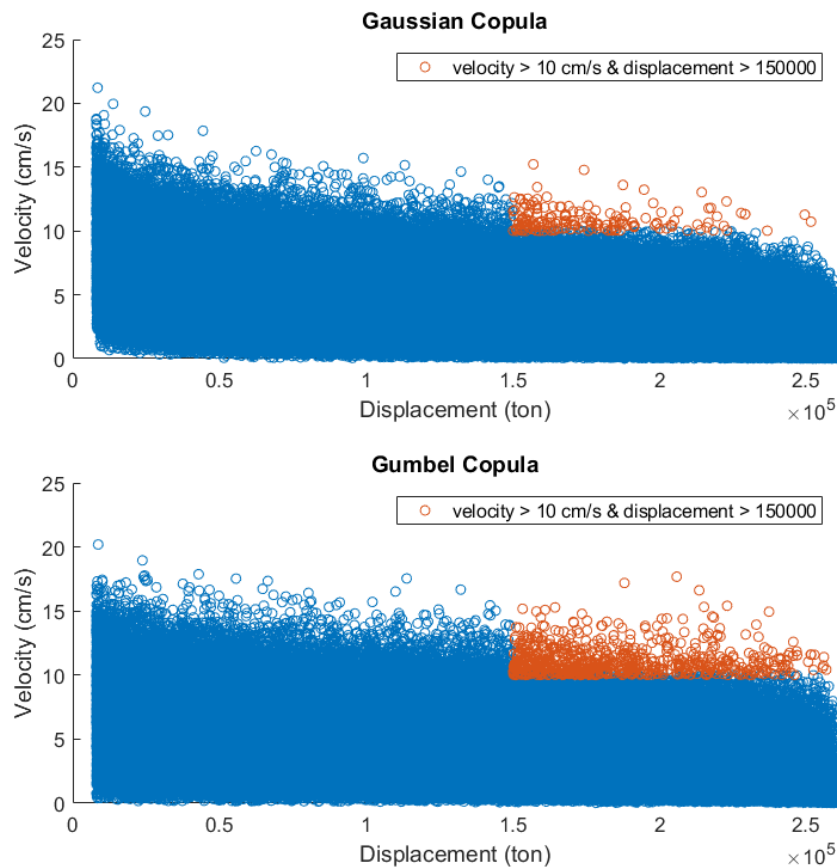 Gaussian Copula
25
velocity > 10 cm/s & displacement > 150000
20
15
10
5
0
Velocity (cm/s)
0 0.5 1 1.5 2 2.5
Displacement (ton)
×10^5
Gumbel Copula
25
velocity > 10 cm/s & displacement > 150000
20
15
10
5
0
Velocity (cm/s)
0 0.5 1 1.5 2 2.5
Displacement (ton)
×10^5